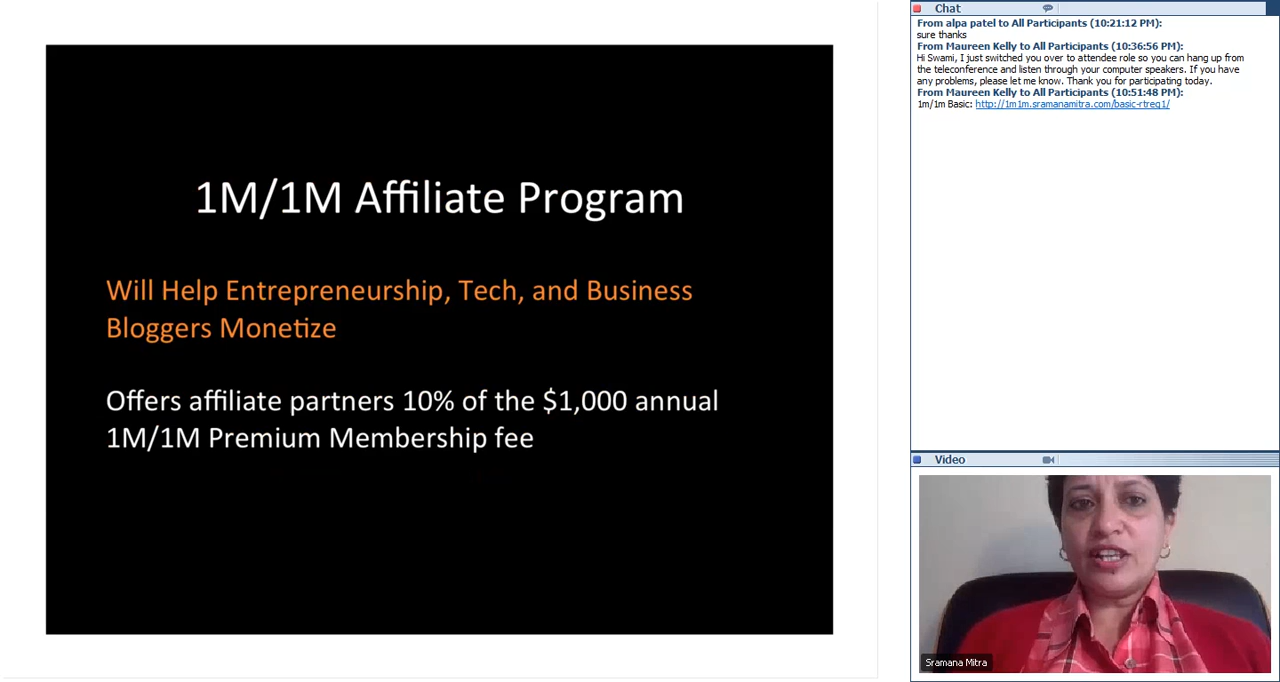 1M/1M Affiliate Program
Will Help Entrepreneurship, Tech, and Business
Bloggers Monetize
Offers affiliate partners 10% of the $1,000 annual
1M/1M Premium Membership fee
Chat
From alpa patel to All Participants (10:21:12 PM):
sure thanks
From Maureen Kelly to All Participants (10:36:56 PM):
Hi Swami, I just switched you over to attendee role so you can hang up from
the teleconference and listen through your computer speakers. If you have
any problems, please let me know. Thank you for participating today.
From Maureen Kelly to All Participants (10:51:48 PM):
1m/1m Basic: http://1m1m.sramanamitra.com/basic-rtreg1/
Video
Sramana Mitra